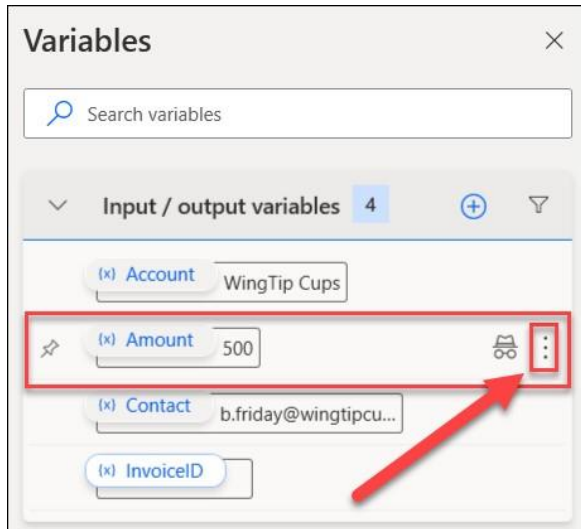 Variables
Search variables
Input / output variables 4
(x) Account WingTip Cups
(x) Amount 500
(x) Contact b.friday@wingtipcu...
(x) InvoiceID